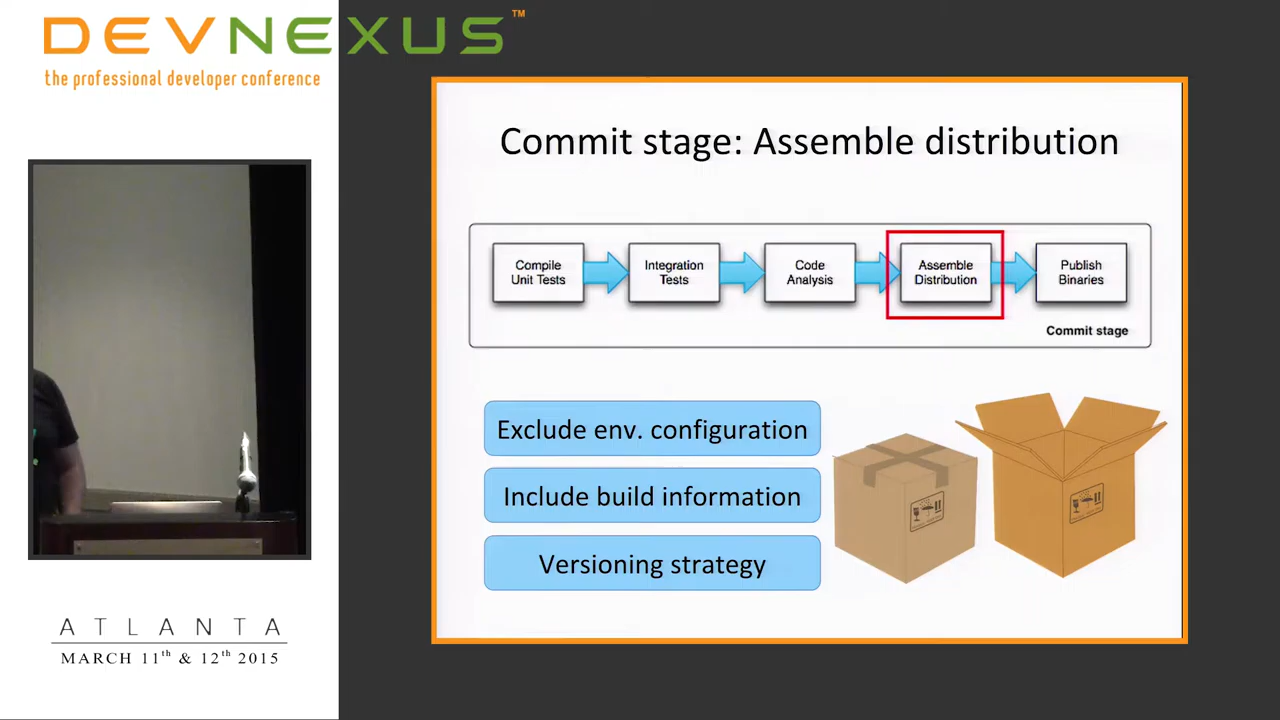 DEVNEXUS™
the professional developer conference
Commit stage: Assemble distribution
Compile
Unit Tests
Integration
Tests
Code
Analysis
Assemble
Distribution
Publish
Binaries
Commit stage
Exclude env. configuration
Include build information
Versioning strategy
ATLANTA
MARCH 11th & 12th 2015